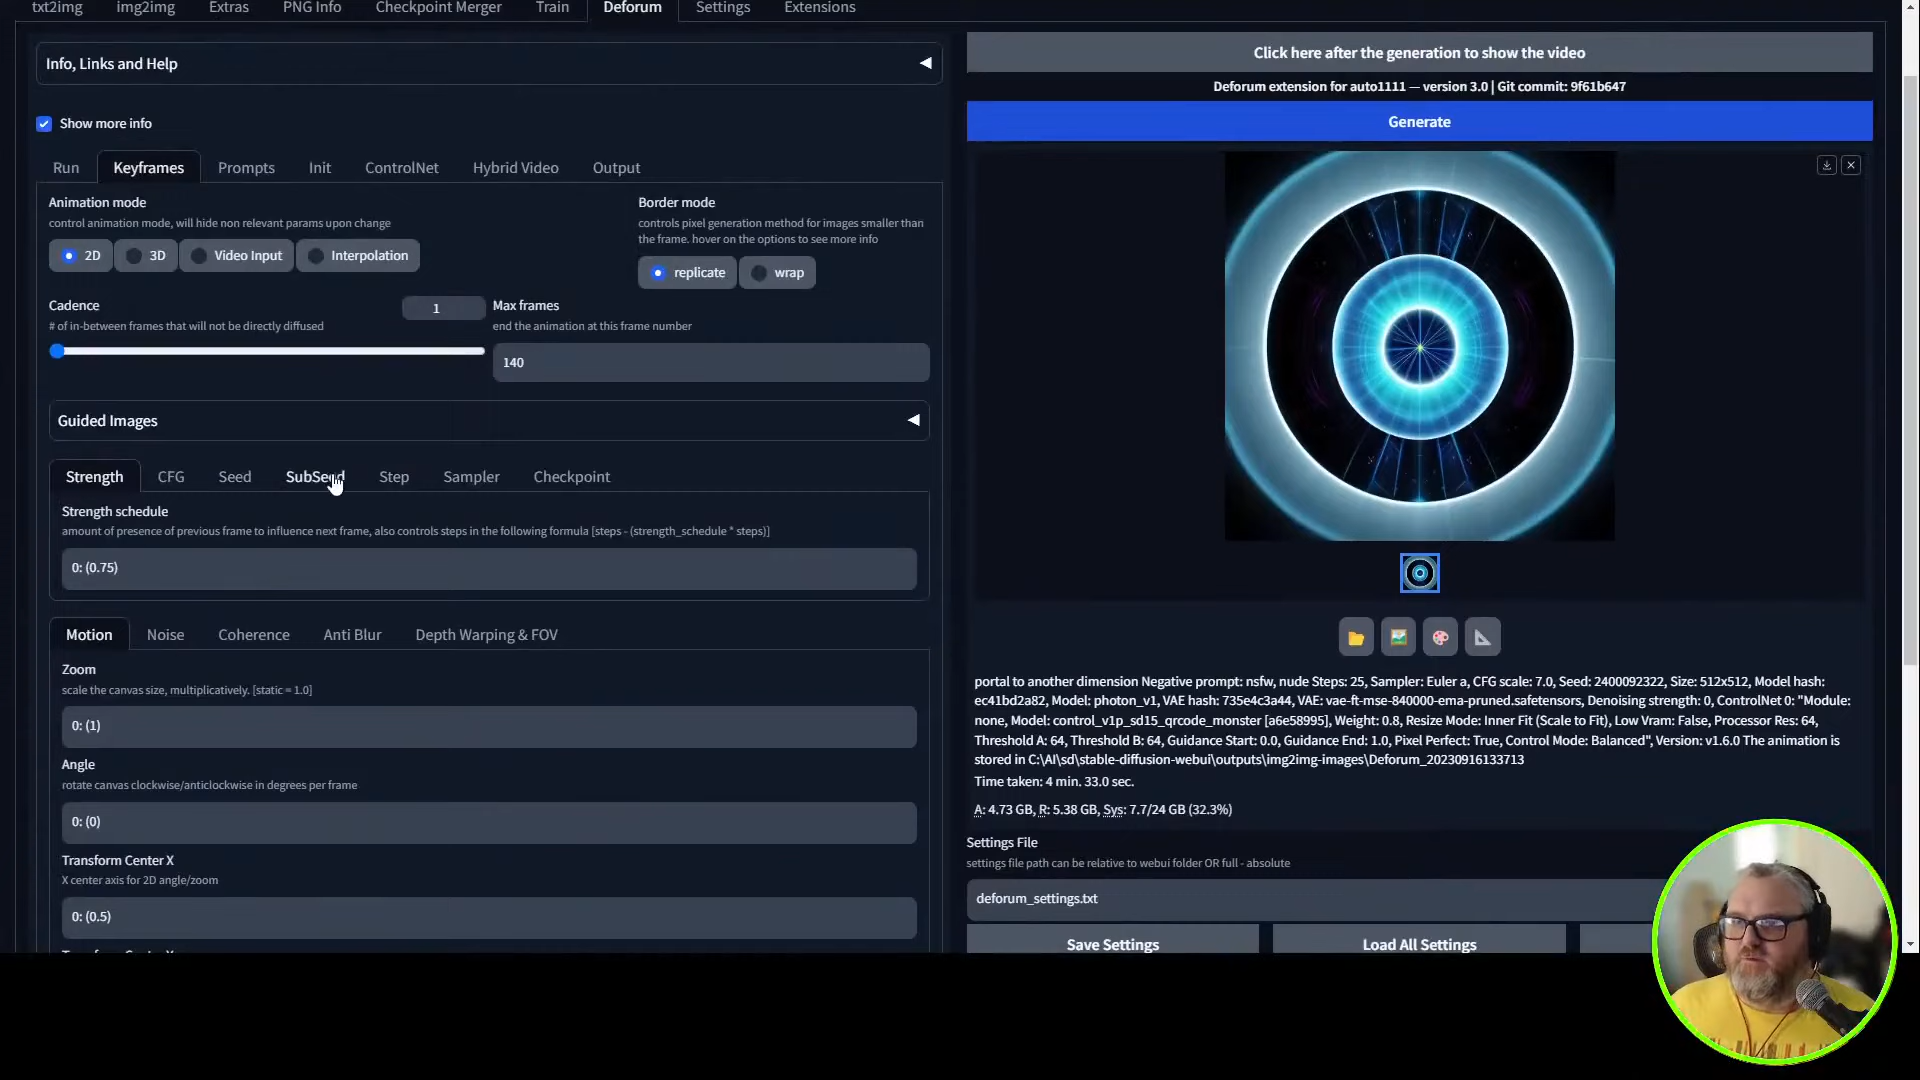 txt2img img2img Extras PNG Info Checkpoint Merger Train Deforum Settings Extensions
Info, Links and Help
Show more info
Run Keyframes Prompts Init ControlNet Hybrid Video Output
Animation mode
control animation mode, will hide non relevant params upon change
2D 3D Video Input Interpolation
Border mode
controls pixel generation method for images smaller than
the frame. hover on the options to see more info
replicate wrap
Cadence
# of in-between frames that will not be directly diffused
1
Max frames
end the animation at this frame number
140
Guided Images
Strength CFG Seed SubSeed Step Sampler Checkpoint
Strength schedule
amount of presence of previous frame to influence next frame, also controls steps in the following formula [steps - (strength_schedule * steps)]
0: (0.75)
Motion Noise Coherence Anti Blur Depth Warping & FOV
Zoom
scale the canvas size, multiplicatively. [static = 1.0]
0: (1)
Angle
rotate canvas clockwise/anticlockwise in degrees per frame
0: (0)
Transform Center X
X center axis for 2D angle/zoom
0: (0.5)
Click here after the generation to show the video
Deforum extension for auto1111 — version 3.0 | Git commit: 9f61b647
Generate
portal to another dimension Negative prompt: nsfw, nude Steps: 25, Sampler: Euler a, CFG scale: 7.0, Seed: 2400092322, Size: 512x512, Model hash:
ec41bd2a82, Model: photon_v1, VAE hash: 735e4c3a44, VAE: vae-ft-mse-840000-ema-pruned.safetensors, Denoising strength: 0, ControlNet 0: "Module:
none, Model: control_v1p_sd15_qrcode_monster [a6e58995], Weight: 0.8, Resize Mode: Inner Fit (Scale to Fit), Low Vram: False, Processor Res: 64,
Threshold A: 64, Threshold B: 64, Guidance Start: 0.0, Guidance End: 1.0, Pixel Perfect: True, Control Mode: Balanced", Version: v1.6.0 The animation is
stored in C:\AI\sd\stable-diffusion-webui\outputs\img2img-images\Deforum_20230916133713
Time taken: 4 min. 33.0 sec.
A: 4.73 GB, R: 5.38 GB, Sys: 7.7/24 GB (32.3%)
Settings File
settings file path can be relative to webui folder OR full - absolute
deforum_settings.txt
Save Settings Load All Settings